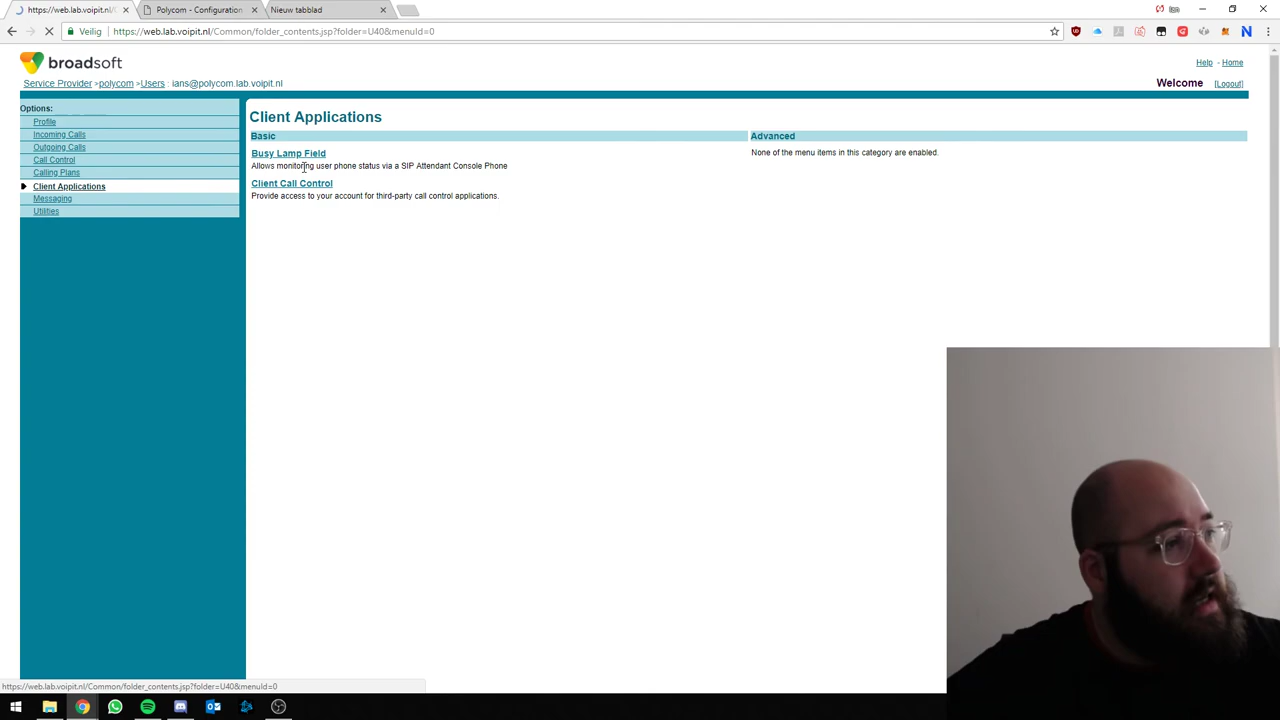 https://web.lab.voipit.nl/C
Polycom - Configuration
Nieuw tabblad
Veilig
https://web.lab.voipit.nl/Common/folder_contents.jsp?folder=U40&menuId=0
broadsoft
Help - Home
Service Provider >polycom >Users : ians@polycom.lab.voipit.nl
Welcome [Logout]
Options:
Profile
Incoming Calls
Outgoing Calls
Call Control
Calling Plans
Client Applications
Messaging
Utilities
Client Applications
Basic
Busy Lamp Field
Allows monitoring user phone status via a SIP Attendant Console Phone
Client Call Control
Provide access to your account for third-party call control applications.
Advanced
None of the menu items in this category are enabled.
https://web.lab.voipit.nl/Common/folder_contents.jsp?folder=U40&menuId=0